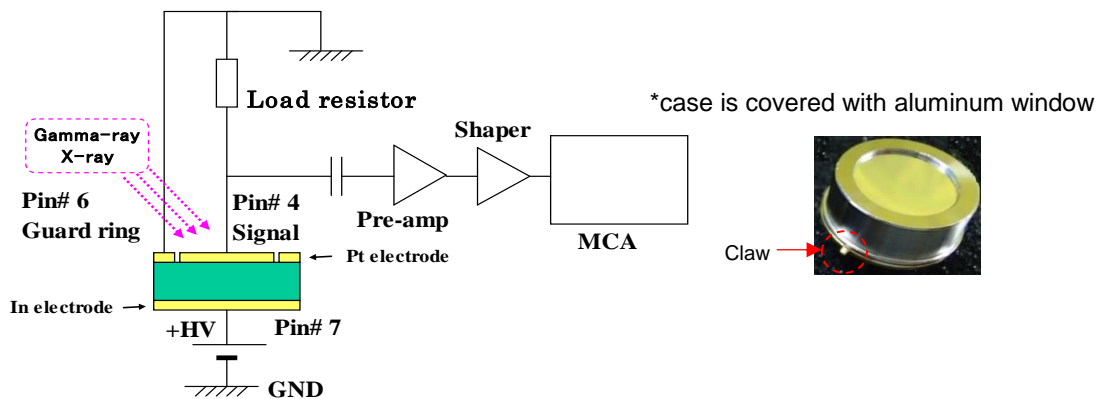 Load resistor
*case is covered with aluminum window
Gamma-ray
X-ray
Shaper
Pin# 6
Guard ring
Pin# 4
Signal
Pre-amp
MCA
Claw
Pt electrode
In electrode
+HV
Pin# 7
GND